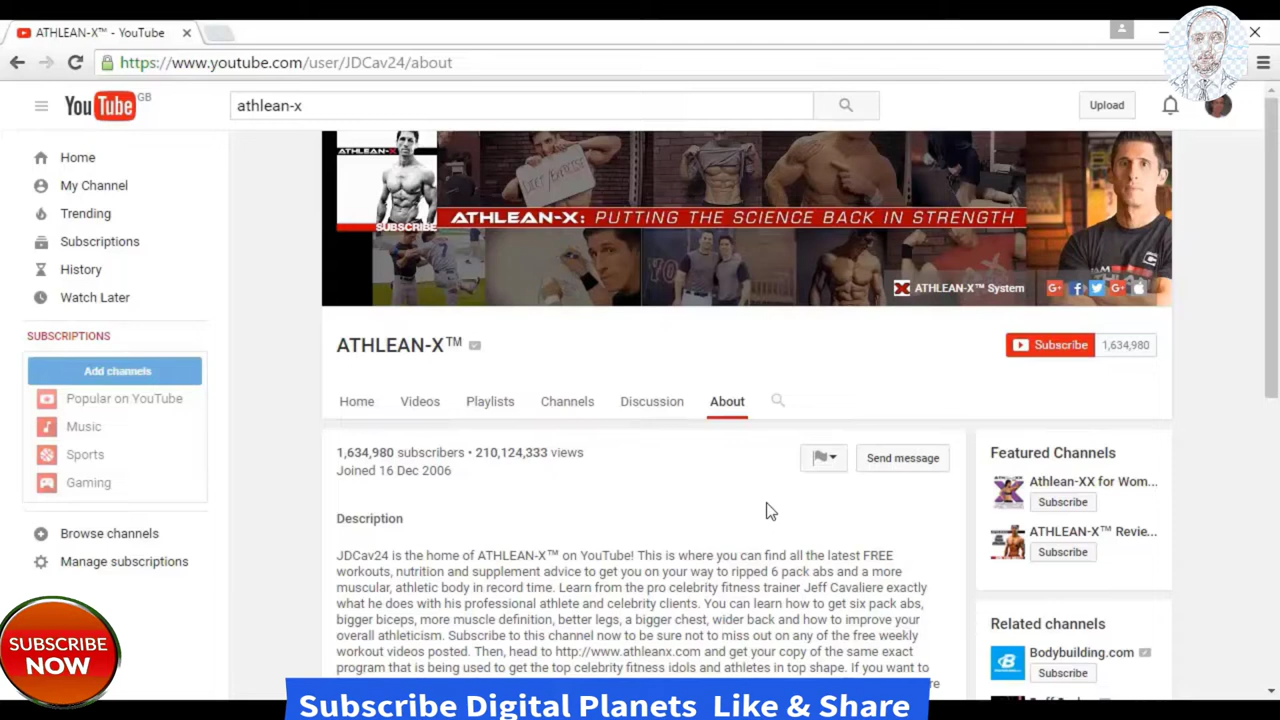 ATHLEAN-X™ - YouTube
https://www.youtube.com/user/JDCav24/about
YouTube GB
athlean-x
Upload
Home
My Channel
Trending
Subscriptions
History
Watch Later
SUBSCRIPTIONS
Add channels
Popular on YouTube
Music
Sports
Gaming
Browse channels
Manage subscriptions
ATHLEAN-X
DIET/EXERCISE
SUBSCRIBE
ATHLEAN-X: PUTTING THE SCIENCE BACK IN STRENGTH
ATHLEAN-X™ System
ATHLEAN-X™
Subscribe 1,634,980
Home Videos Playlists Channels Discussion About
1,634,980 subscribers • 210,124,333 views
Joined 16 Dec 2006
Send message
Description
JDCav24 is the home of ATHLEAN-X™ on YouTube! This is where you can find all the latest FREE
workouts, nutrition and supplement advice to get you on your way to ripped 6 pack abs and a more
muscular, athletic body in record time. Learn from the pro celebrity fitness trainer Jeff Cavaliere exactly
what he does with his professional athlete and celebrity clients. You can learn how to get six pack abs,
bigger biceps, more muscle definition, better legs, a bigger chest, wider back and how to improve your
overall athleticism. Subscribe to this channel now to be sure not to miss out on any of the free weekly
workout videos posted. Then, head to http://www.athleanx.com and get your copy of the same exact
program that is being used to get the top celebrity fitness idols and athletes in top shape. If you want to
Featured Channels
Athlean-XX for Wom...
Subscribe
ATHLEAN-X™ Revie...
Subscribe
Related channels
Bodybuilding.com
Subscribe
SUBSCRIBE
NOW
Subscribe Digital Planets Like & Share